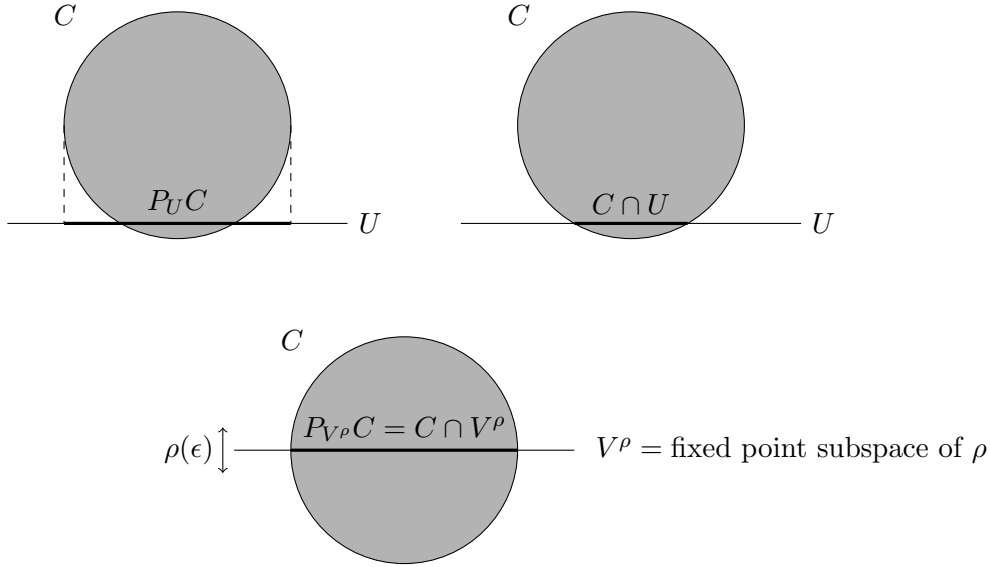 C
C
P_U C
U
C ∩ U
U
C
P_{V^ρ} C = C ∩ V^ρ
ρ(ϵ)
V^ρ = fixed point subspace of ρ